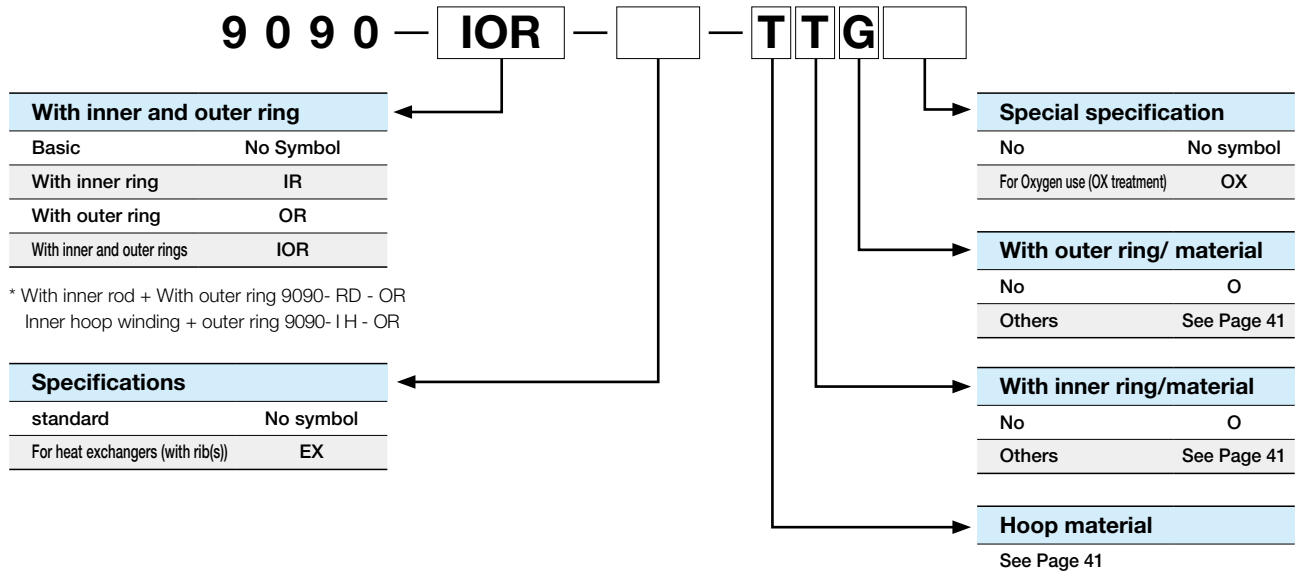 9 0 9 0 — IOR — — T T G
With inner and outer ring
Basic No Symbol
With inner ring IR
With outer ring OR
With inner and outer rings IOR
* With inner rod + With outer ring 9090- RD - OR
Inner hoop winding + outer ring 9090- I H - OR
Specifications
standard No symbol
For heat exchangers (with rib(s)) EX
Special specification
No No symbol
For Oxygen use (OX treatment) OX
With outer ring/ material
No O
Others See Page 41
With inner ring/material
No O
Others See Page 41
Hoop material
See Page 41